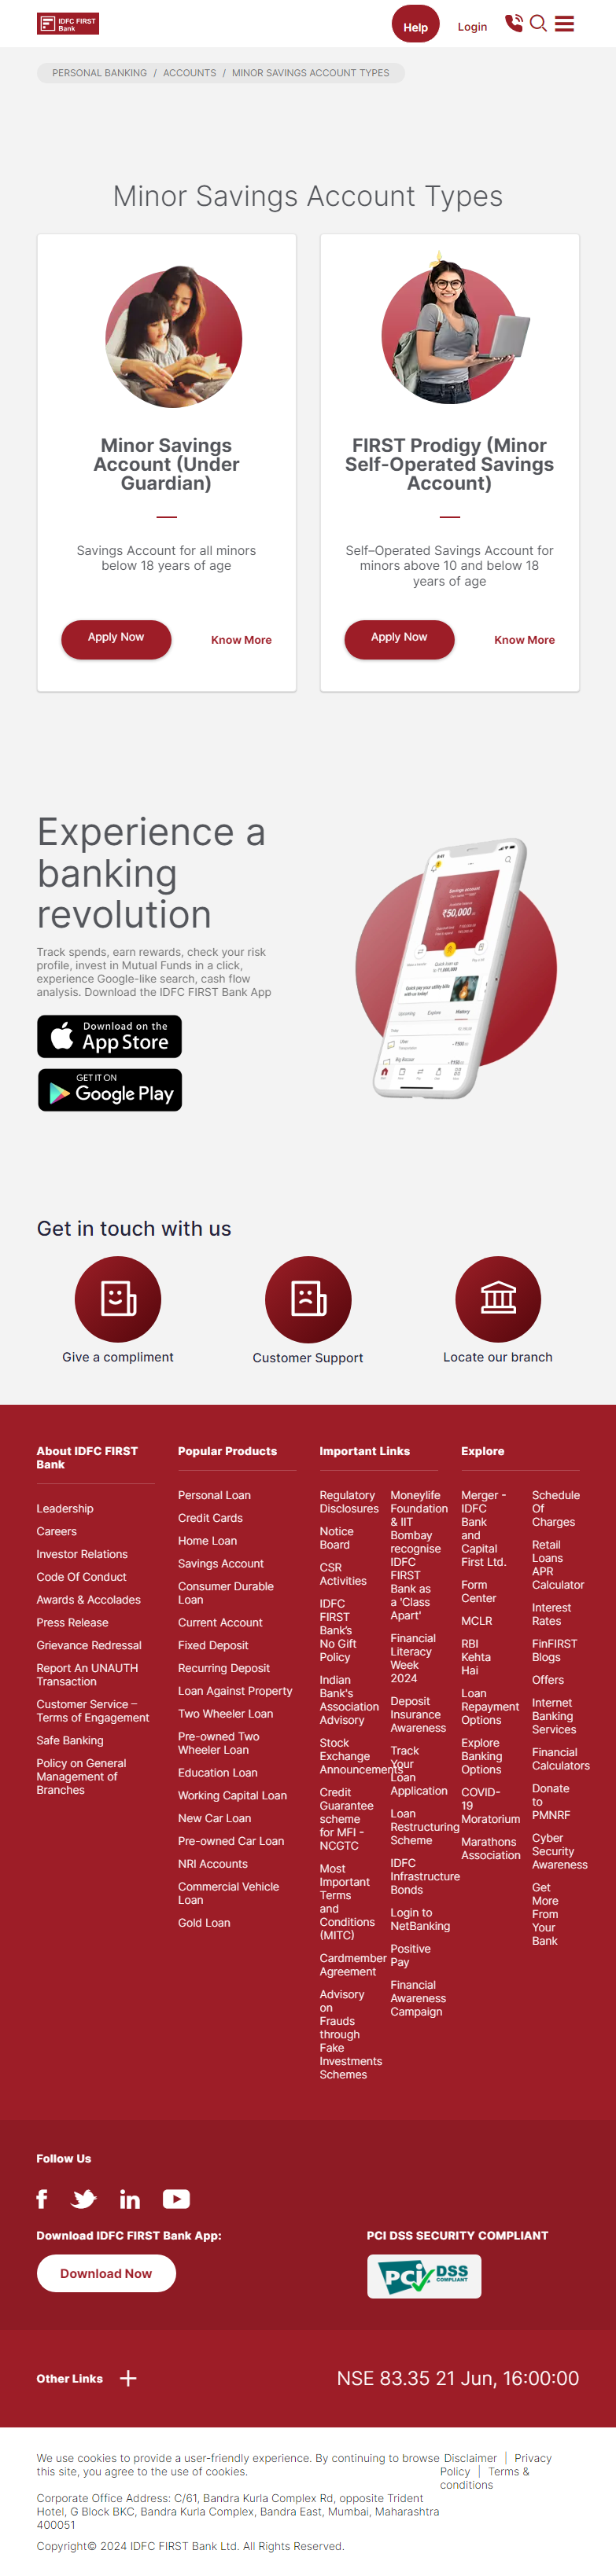 IDFC FIRST
Bank
Help
Login
PERSONAL BANKING / ACCOUNTS / MINOR SAVINGS ACCOUNT TYPES
Minor Savings Account Types
Minor Savings
Account (Under
Guardian)
Savings Account for all minors
below 18 years of age
Apply Now
Know More
FIRST Prodigy (Minor
Self-Operated Savings
Account)
Self–Operated Savings Account for
minors above 10 and below 18
years of age
Apply Now
Know More
Experience a
banking
revolution
Track spends, earn rewards, check your risk
profile, invest in Mutual Funds in a click,
experience Google-like search, cash flow
analysis. Download the IDFC FIRST Bank App
Download on the
App Store
GET IT ON
Google Play
9:41
Savings account
₹50,000
₹1,00,000
Quick pay your utility bills
with us today!
Upcoming
Explore
History
Uber
Big Bazaar
Get in touch with us
Give a compliment
Customer Support
Locate our branch
About IDFC FIRST
Bank
Leadership
Careers
Investor Relations
Code Of Conduct
Awards & Accolades
Press Release
Grievance Redressal
Report An UNAUTH
Transaction
Customer Service –
Terms of Engagement
Safe Banking
Policy on General
Management of
Branches
Popular Products
Personal Loan
Credit Cards
Home Loan
Savings Account
Consumer Durable
Loan
Current Account
Fixed Deposit
Recurring Deposit
Loan Against Property
Two Wheeler Loan
Pre-owned Two
Wheeler Loan
Education Loan
Working Capital Loan
New Car Loan
Pre-owned Car Loan
NRI Accounts
Commercial Vehicle
Loan
Gold Loan
Important Links
Regulatory
Disclosures
Notice
Board
CSR
Activities
IDFC
FIRST
Bank's
No Gift
Policy
Indian
Bank's
Association
Advisory
Stock
Exchange
Announcements
Credit
Guarantee
scheme
for MFI -
NCGTC
Most
Important
Terms
and
Conditions
(MITC)
Cardmember
Agreement
Advisory
on
Frauds
through
Fake
Investments
Schemes
Moneylife
Foundation
& IIT
Bombay
recognise
IDFC
FIRST
Bank as
a 'Class
Apart'
Financial
Literacy
Week
2024
Deposit
Insurance
Awareness
Track
Your
Loan
Application
Loan
Restructuring
Scheme
IDFC
Infrastructure
Bonds
Login to
NetBanking
Positive
Pay
Financial
Awareness
Campaign
Explore
Merger -
IDFC
Bank
and
Capital
First Ltd.
Form
Center
MCLR
RBI
Kehta
Hai
Loan
Repayment
Options
Explore
Banking
Options
COVID-
19
Moratorium
Marathons
Association
Schedule
Of
Charges
Retail
Loans
APR
Calculator
Interest
Rates
FinFIRST
Blogs
Offers
Internet
Banking
Services
Financial
Calculators
Donate
to
PMNRF
Cyber
Security
Awareness
Get
More
From
Your
Bank
Follow Us
Download IDFC FIRST Bank App:
Download Now
PCI DSS SECURITY COMPLIANT
PCI DSS
COMPLIANT
Other Links
NSE 83.35 21 Jun, 16:00:00
We use cookies to provide a user-friendly experience. By continuing to browse
this site, you agree to the use of cookies.
Disclaimer | Privacy
Policy | Terms &
conditions
Corporate Office Address: C/61, Bandra Kurla Complex Rd, opposite Trident
Hotel, G Block BKC, Bandra Kurla Complex, Bandra East, Mumbai, Maharashtra
400051
Copyright© 2024 IDFC FIRST Bank Ltd. All Rights Reserved.